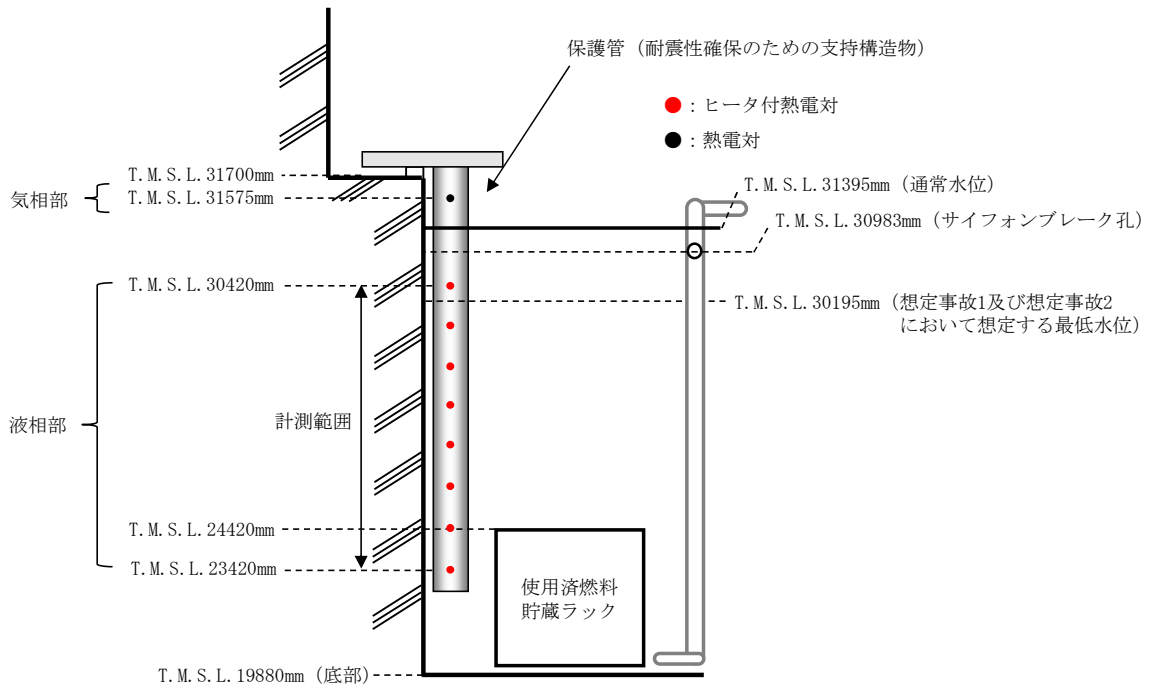 保護管（耐震性確保のための支持構造物）
●：ヒータ付熱電対
●：熱電対
T.M.S.L.31700mm
気相部
T.M.S.L.31575mm
T.M.S.L.31395mm（通常水位）
T.M.S.L.30983mm（サイフォンブレーク孔）
T.M.S.L.30420mm
T.M.S.L.30195mm（想定事故1及び想定事故2
において想定する最低水位）
液相部
計測範囲
T.M.S.L.24420mm
T.M.S.L.23420mm
使用済燃料
貯蔵ラック
T.M.S.L.19880mm（底部）